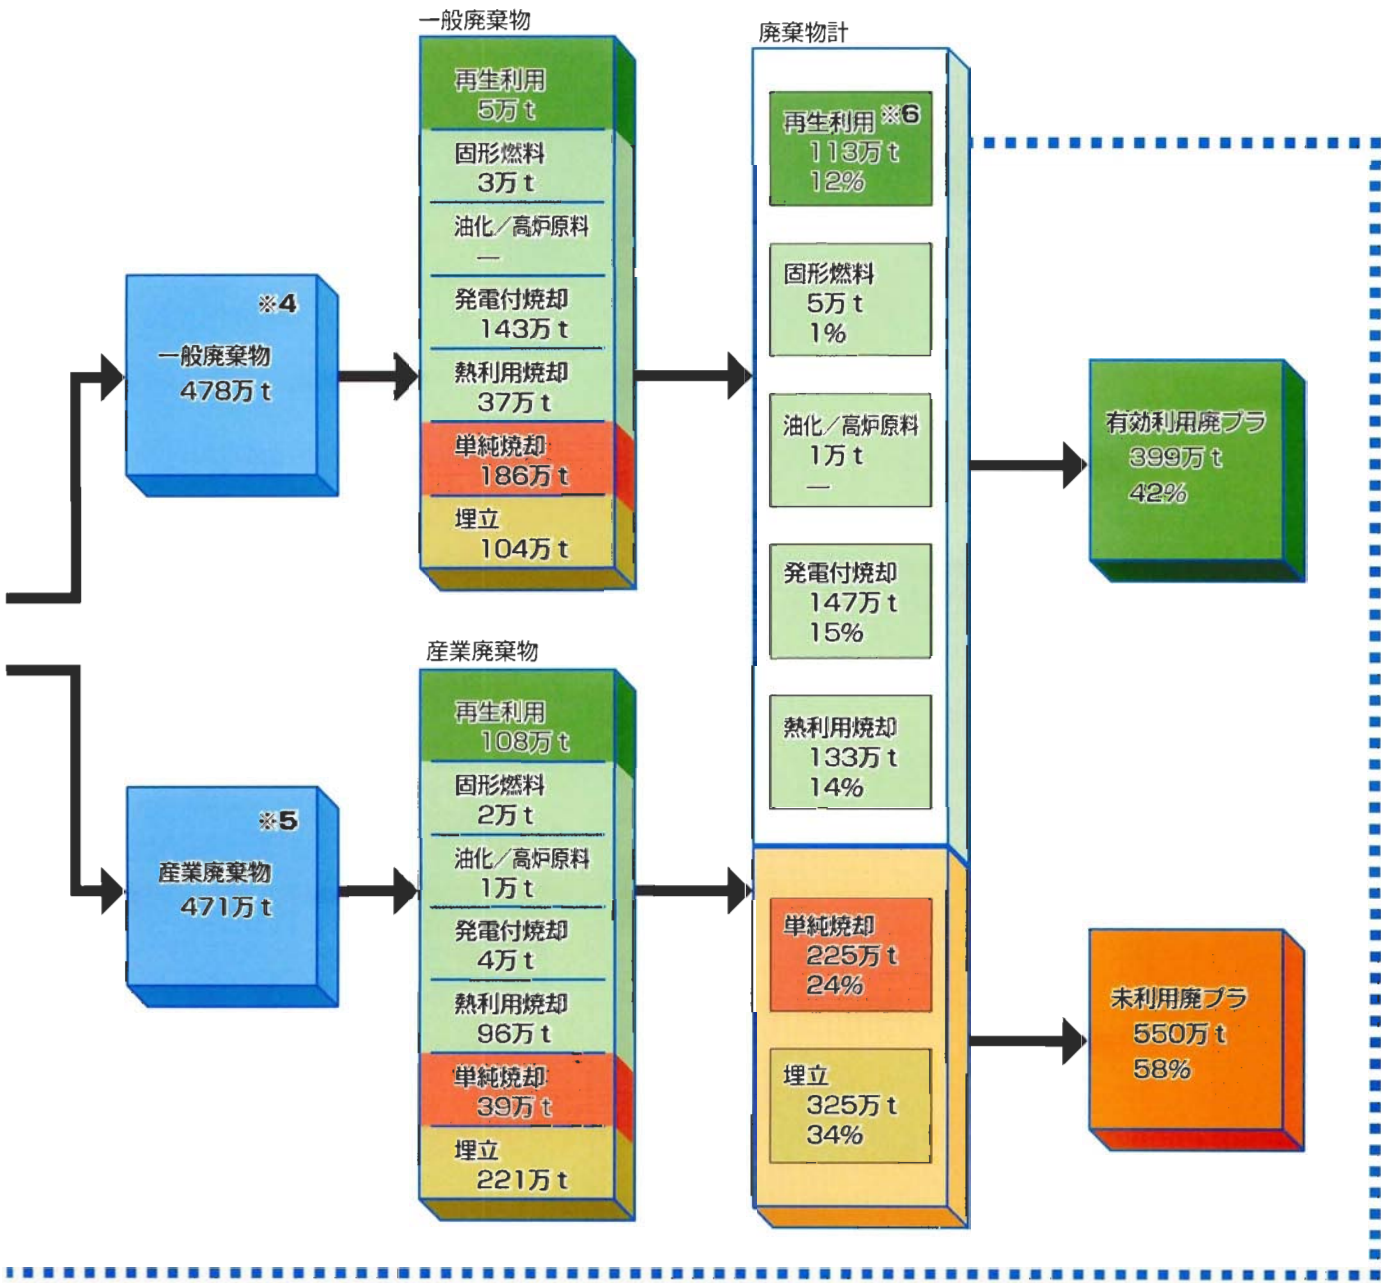 一般廃棄物
再生利用
5万t
固形燃料
3万t
油化／高炉原料
―
発電付焼却
143万t
熱利用焼却
37万t
単純焼却
186万t
埋立
104万t
※4
一般廃棄物
478万t
産業廃棄物
再生利用
108万t
固形燃料
2万t
油化／高炉原料
1万t
発電付焼却
4万t
熱利用焼却
96万t
単純焼却
39万t
埋立
221万t
※5
産業廃棄物
471万t
廃棄物計
再生利用※6
113万t
12%
固形燃料
5万t
1%
油化／高炉原料
1万t
―
発電付焼却
147万t
15%
熱利用焼却
133万t
14%
単純焼却
225万t
24%
埋立
325万t
34%
有効利用廃プラ
399万t
42%
未利用廃プラ
550万t
58%